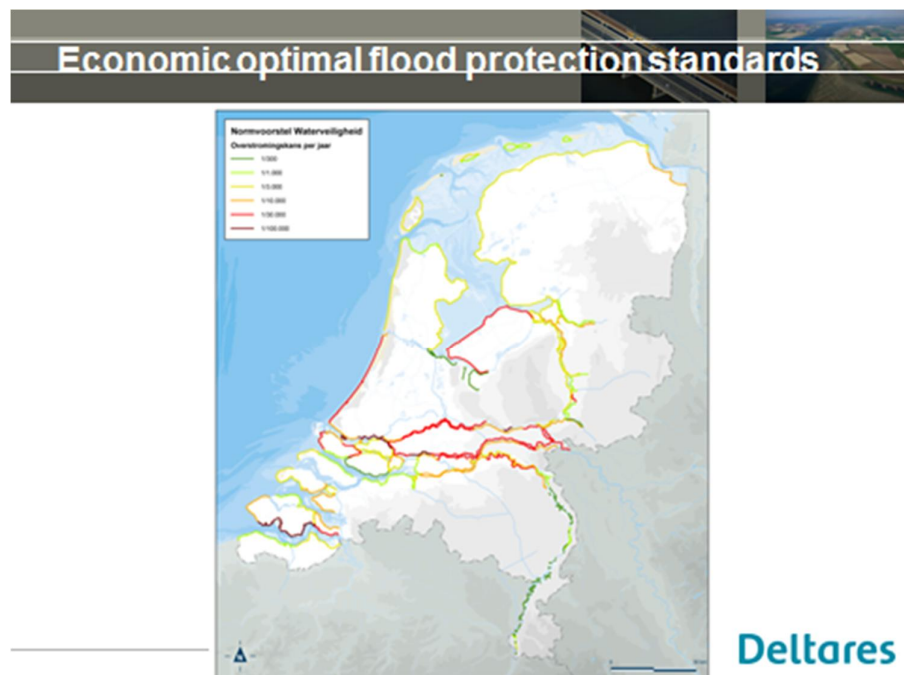 Economic optimal flood protection standards
Normvoorstel Waterveiligheid
Overstromingskans per jaar
1/300
1/1.000
1/3.000
1/10.000
1/30.000
1/100.000
Deltares